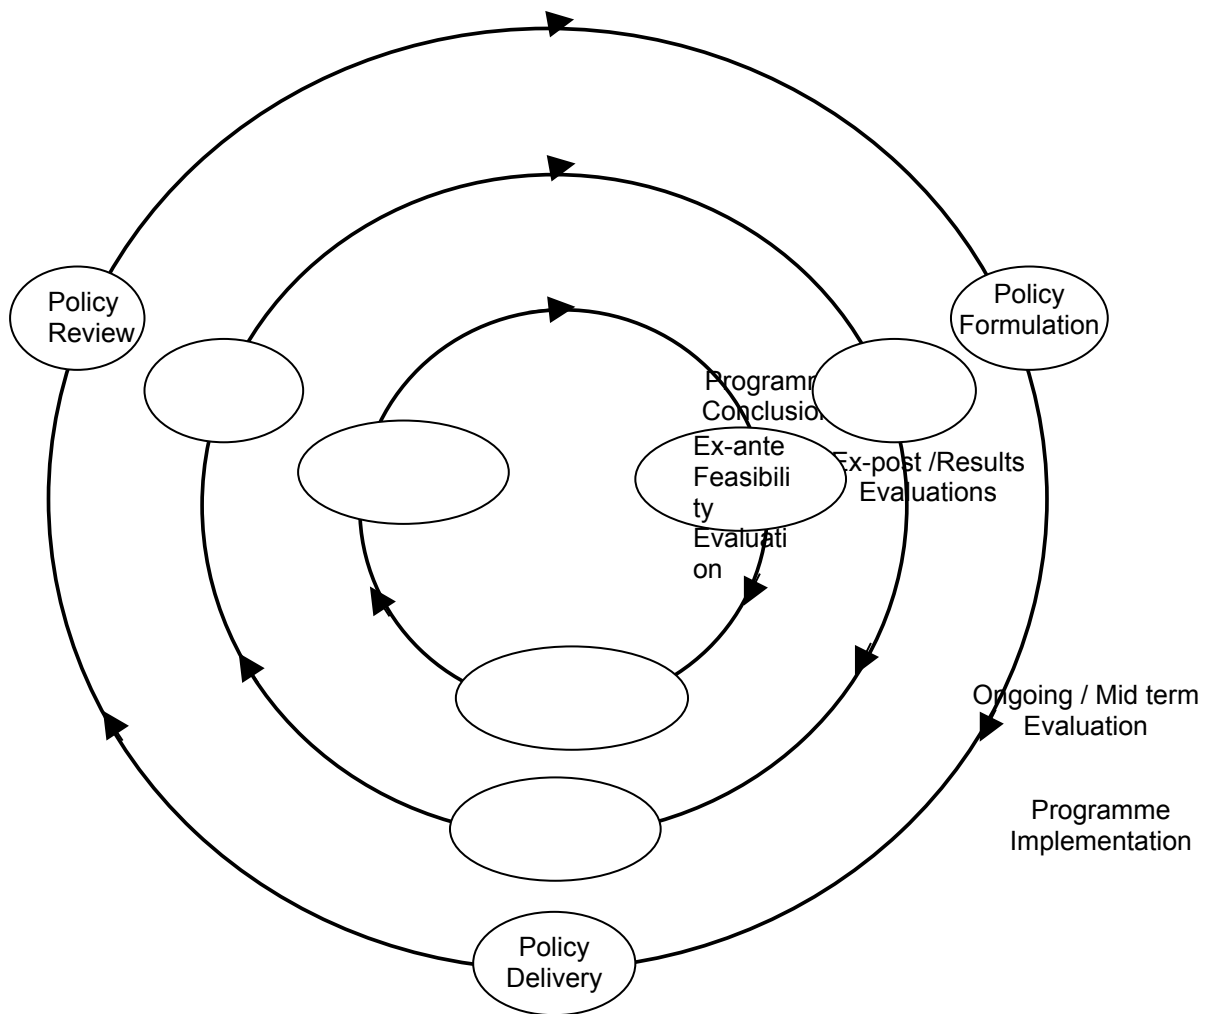 Policy
Review
Policy
Formulation
Programm
Conclusion
Ex-ante
Feasibili
ty
Evaluati
on
Ex-post /Results
Evaluations
Ongoing / Mid term
Evaluation
Programme
Implementation
Policy
Delivery